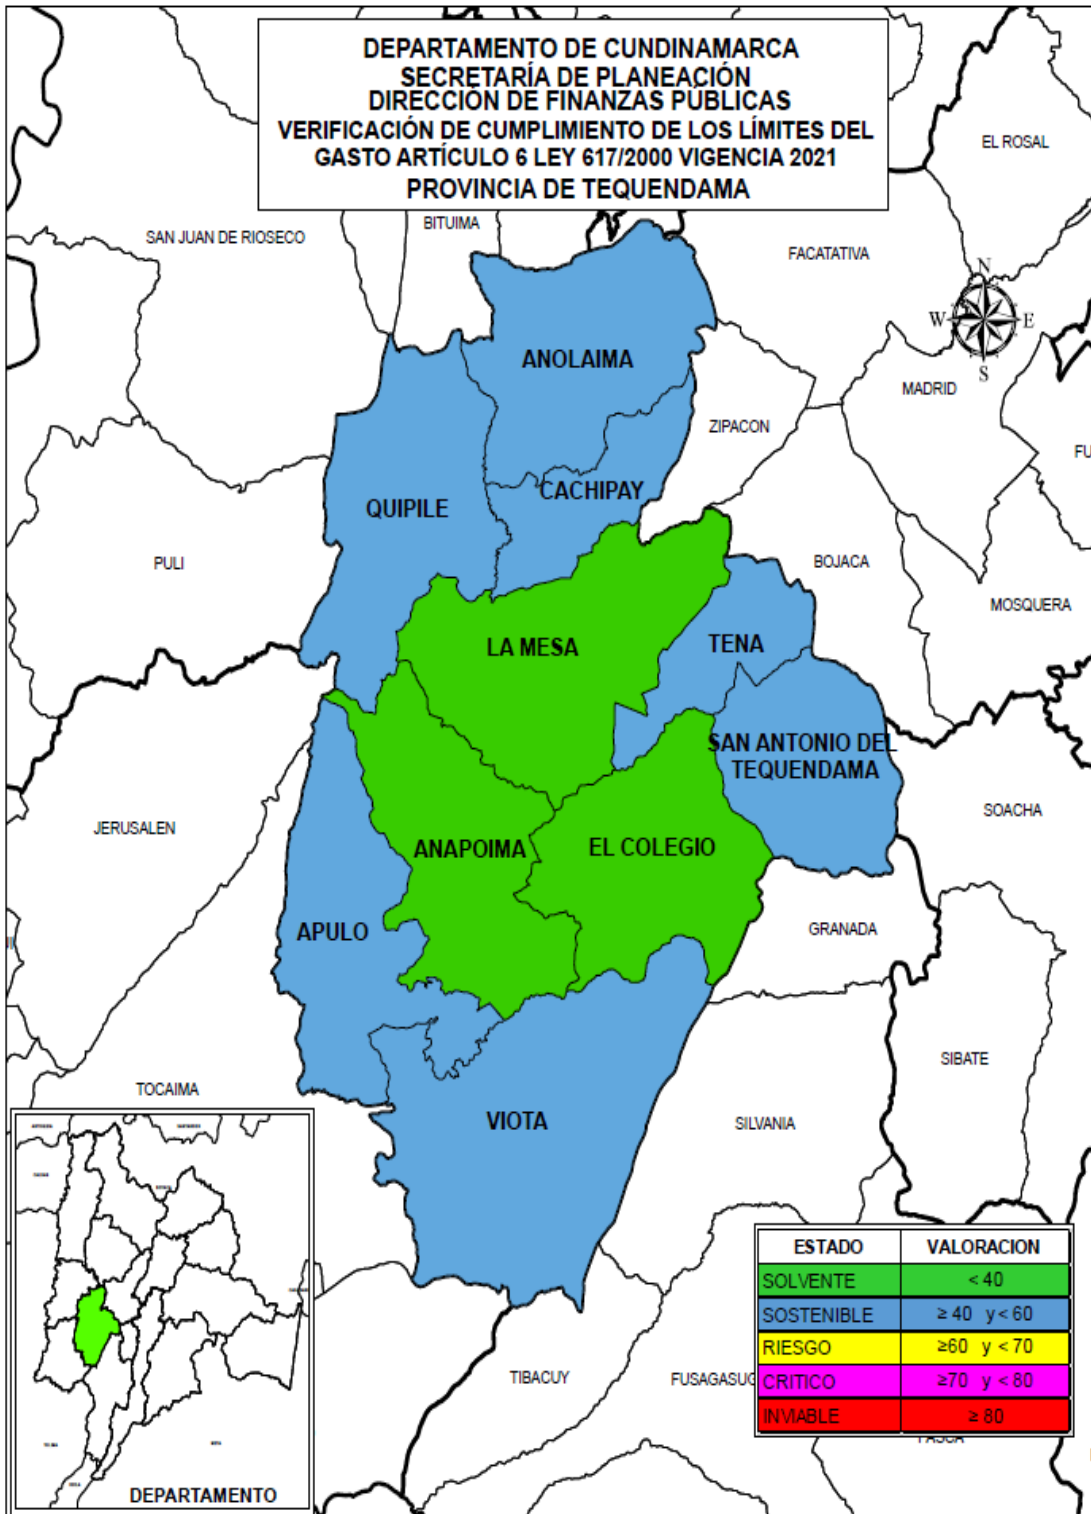 DEPARTAMENTO DE CUNDINAMARCA
SECRETARÍA DE PLANEACIÓN
DIRECCIÓN DE FINANZAS PÚBLICAS
VERIFICACIÓN DE CUMPLIMIENTO DE LOS LÍMITES DEL
GASTO ARTÍCULO 6 LEY 617/2000 VIGENCIA 2021
PROVINCIA DE TEQUENDAMA
EL ROSAL
BITUIMA
SAN JUAN DE RIOSECO
FACATATIVA
N
W
E
S
ANOLAIMA
MADRID
ZIPACON
FU
CACHIPAY
QUIPILE
PULI
BOJACA
MOSQUERA
LA MESA
TENA
SAN ANTONIO DEL
TEQUENDAMA
SOACHA
JERUSALEN
ANAPOIMA
EL COLEGIO
APULO
GRANADA
SIBATE
TOCAIMA
VIOTA
SILVANIA
ESTADO VALORACION
SOLVENTE < 40
SOSTENIBLE ≥ 40 y < 60
RIESGO ≥60 y < 70
CRITICO ≥70 y < 80
INVIABLE ≥ 80
TIBACUY
FUSAGASUG
PASCA
DEPARTAMENTO